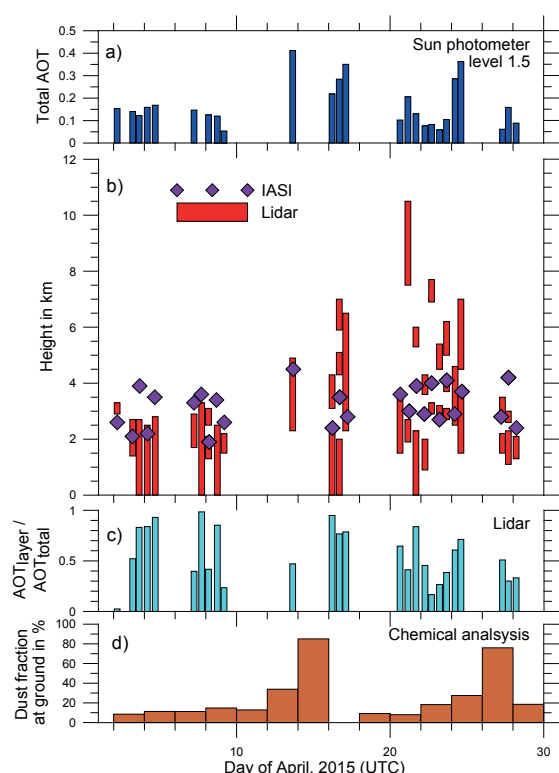 0.5
0.4
0.3
0.2
0.1
0
Total AOT
a)
Sun photometer
level 1.5
12
10
8
6
4
2
0
Height in km
b)
IASI
Lidar
1
0.5
0
AOTlayer /
AOTtotal
c)
Lidar
100
80
60
40
20
0
Dust fraction
at ground in %
d)
Chemical analsysis
10 20 30
Day of April, 2015 (UTC)